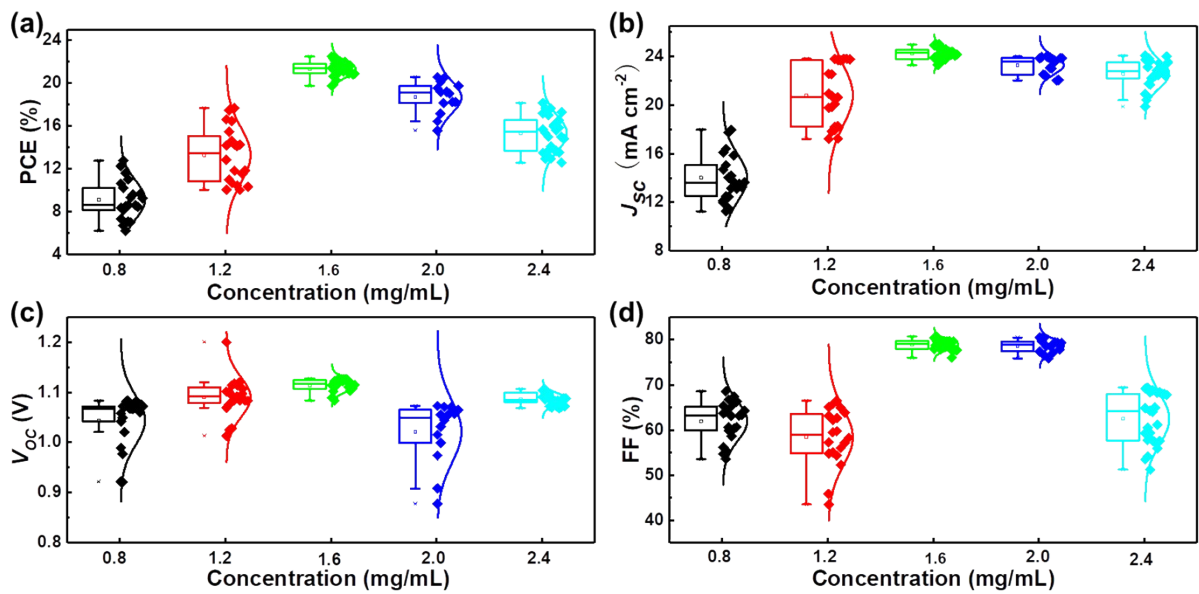 (a)
PCE (%)
24
20
16
12
8
4
0.8 1.2 1.6 2.0 2.4
Concentration (mg/mL)
(b)
Jsc (mA cm⁻²)
24
20
16
12
8
0.8 1.2 1.6 2.0 2.4
Concentration (mg/mL)
(c)
Voc (V)
1.2
1.1
1.0
0.9
0.8
0.8 1.2 1.6 2.0 2.4
Concentration (mg/mL)
(d)
FF (%)
80
70
60
50
40
0.8 1.2 1.6 2.0 2.4
Concentration (mg/mL)